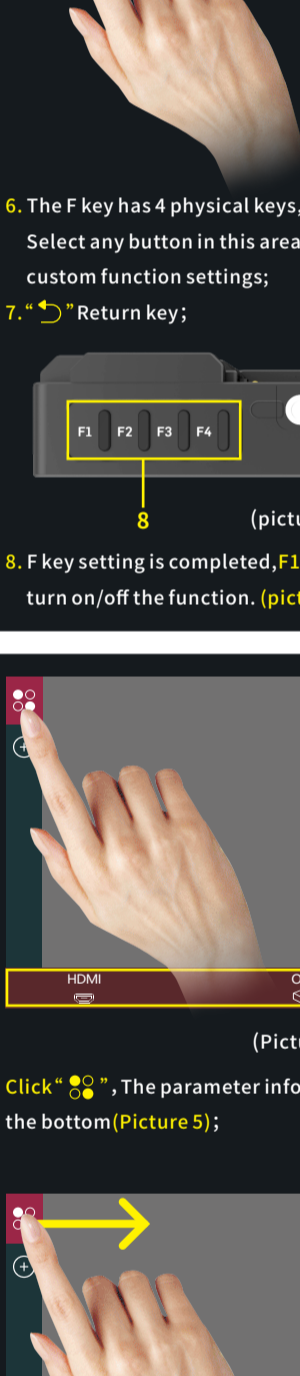 6. The F key has 4 physical keys,
Select any button in this area
custom function settings;
7. “ ” Return key;
F1 F2 F3 F4
8
(pictu
8. F key setting is completed,F1
turn on/off the function. (pict
HDMI
(Pictu
Click“ ”, The parameter info
the bottom(Picture 5);